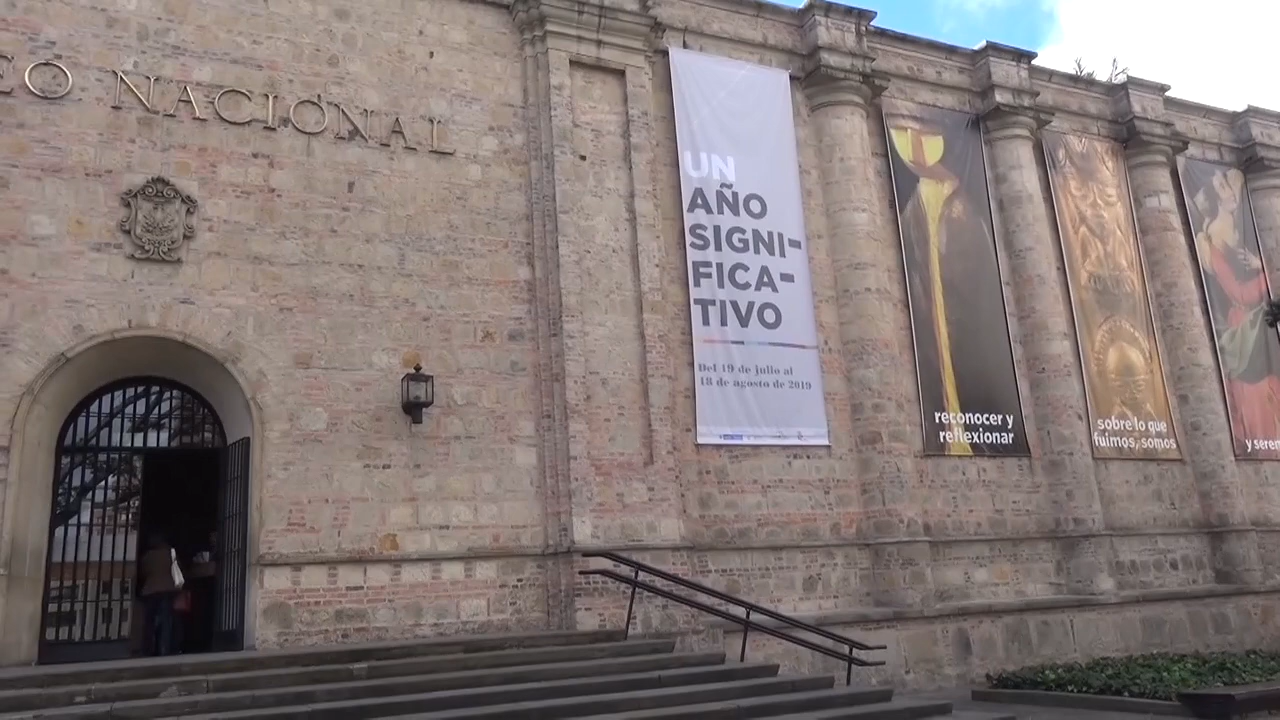 EO NACIONAL
UN
AÑO
SIGNI-
FICA-
TIVO
Del 19 de julio al
18 de agosto de 2019
reconocer y
reflexionar
sobre lo que
fuimos, somos
y seren